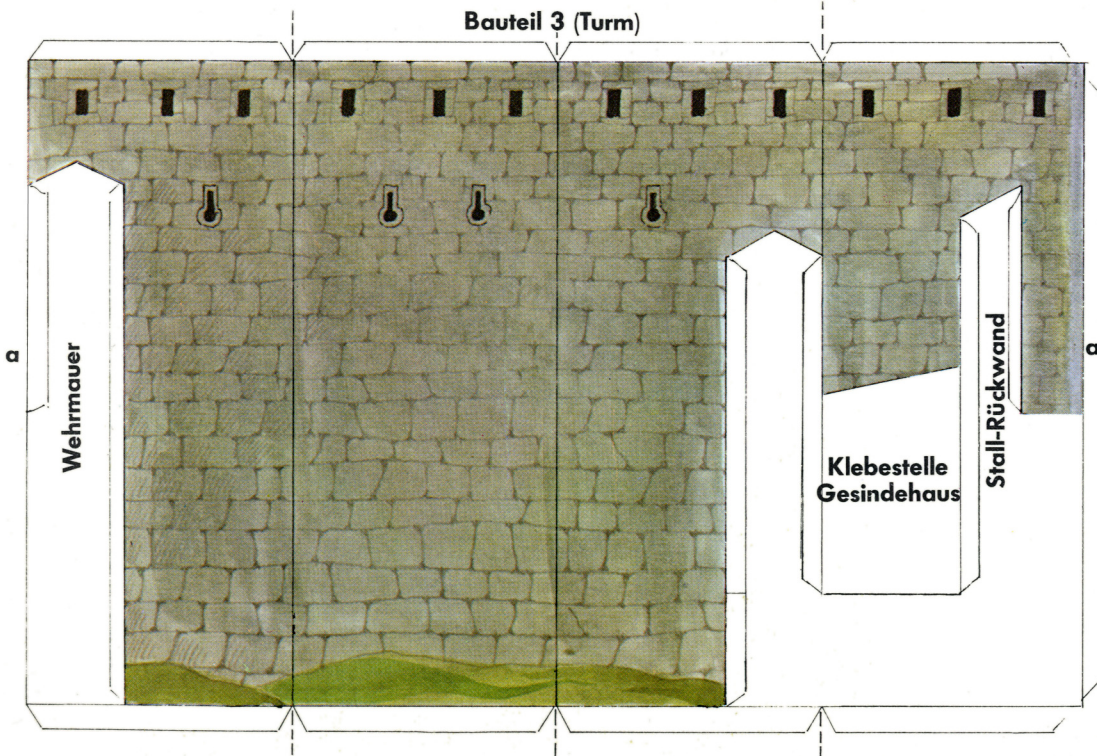 Bauteil 3 (Turm)
a
Wehrmauer
Klebestelle
Gesindehaus
Stall-Rückwand
a